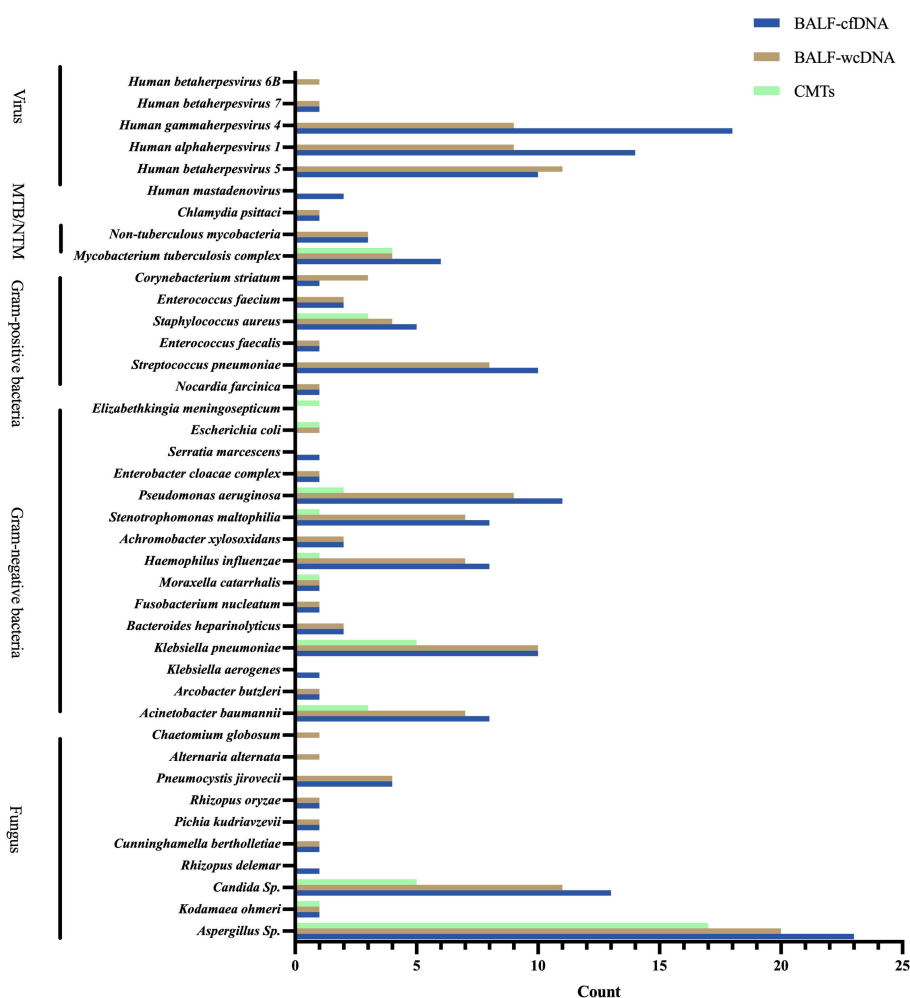 BALF-cfDNA
BALF-wcDNA
CMTs
Virus
MTB/NTM
Gram-positive bacteria
Gram-negative bacteria
Fungus
Human betaherpesvirus 6B
Human betaherpesvirus 7
Human gammaherpesvirus 4
Human alphaherpesvirus 1
Human betaherpesvirus 5
Human mastadenovirus
Chlamydia psittaci
Non-tuberculous mycobacteria
Mycobacterium tuberculosis complex
Corynebacterium striatum
Enterococcus faecium
Staphylococcus aureus
Enterococcus faecalis
Streptococcus pneumoniae
Nocardia farcinica
Elizabethkingia meningosepticum
Escherichia coli
Serratia marcescens
Enterobacter cloacae complex
Pseudomonas aeruginosa
Stenotrophomonas maltophilia
Achromobacter xylosoxidans
Haemophilus influenzae
Moraxella catarrhalis
Fusobacterium nucleatum
Bacteroides heparinolyticus
Klebsiella pneumoniae
Klebsiella aerogenes
Arcobacter butzleri
Acinetobacter baumannii
Chaetomium globosum
Alternaria alternata
Pneumocystis jirovecii
Rhizopus oryzae
Pichia kudriavzevii
Cunninghamella bertholletiae
Rhizopus delemar
Candida Sp.
Kodamaea ohmeri
Aspergillus Sp.
0 5 10 15 20 25
Count